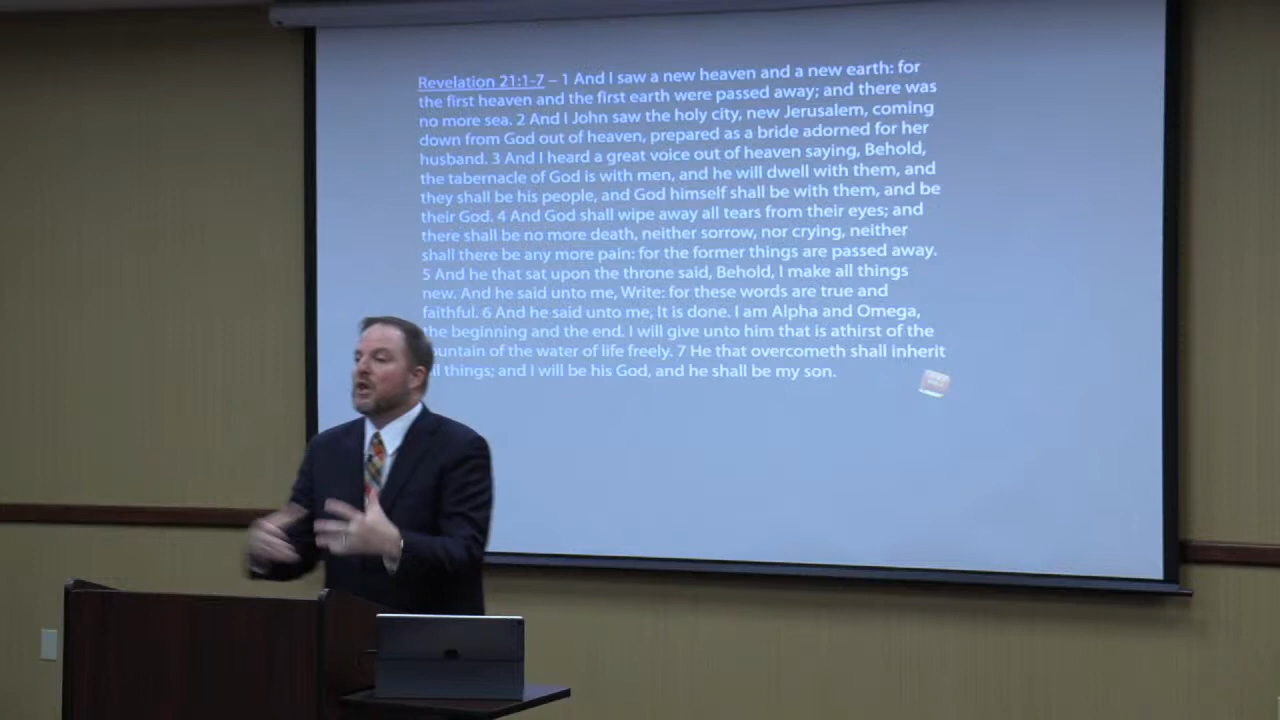 Revelation 21:1-7 – 1 And I saw a new heaven and a new earth: for
the first heaven and the first earth were passed away; and there was
no more sea. 2 And I John saw the holy city, new Jerusalem, coming
down from God out of heaven, prepared as a bride adorned for her
husband. 3 And I heard a great voice out of heaven saying, Behold,
the tabernacle of God is with men, and he will dwell with them, and
they shall be his people, and God himself shall be with them, and be
their God. 4 And God shall wipe away all tears from their eyes; and
there shall be no more death, neither sorrow, nor crying, neither
shall there be any more pain: for the former things are passed away.
5 And he that sat upon the throne said, Behold, I make all things
new. And he said unto me, Write: for these words are true and
faithful. 6 And he said unto me, It is done. I am Alpha and Omega,
the beginning and the end. I will give unto him that is athirst of the
ountain of the water of life freely. 7 He that overcometh shall inherit
ll things; and I will be his God, and he shall be my son.